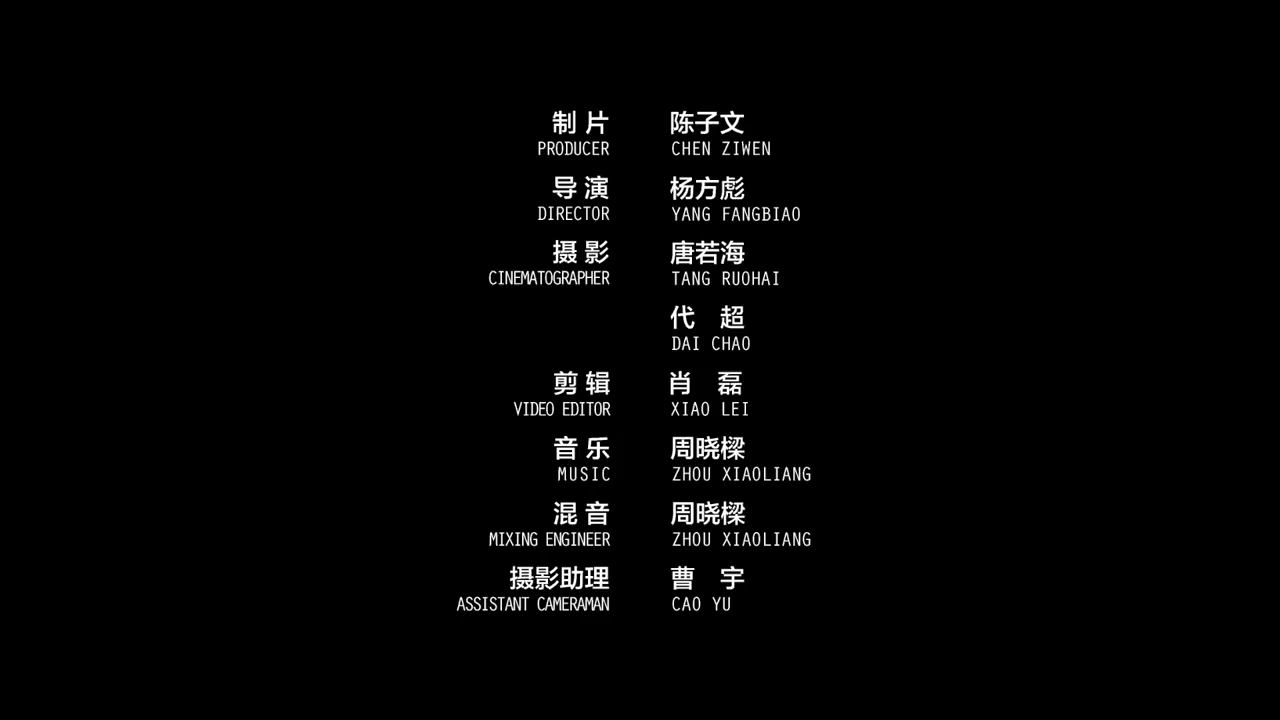 制 片 陈子文
PRODUCER CHEN ZIWEN
导 演 杨方彪
DIRECTOR YANG FANGBIAO
摄 影 唐若海
CINEMATOGRAPHER TANG RUOHAI
代 超
DAI CHAO
剪 辑 肖 磊
VIDEO EDITOR XIAO LEI
音 乐 周晓樑
MUSIC ZHOU XIAOLIANG
混 音 周晓樑
MIXING ENGINEER ZHOU XIAOLIANG
摄影助理 曹 宇
ASSISTANT CAMERAMAN CAO YU